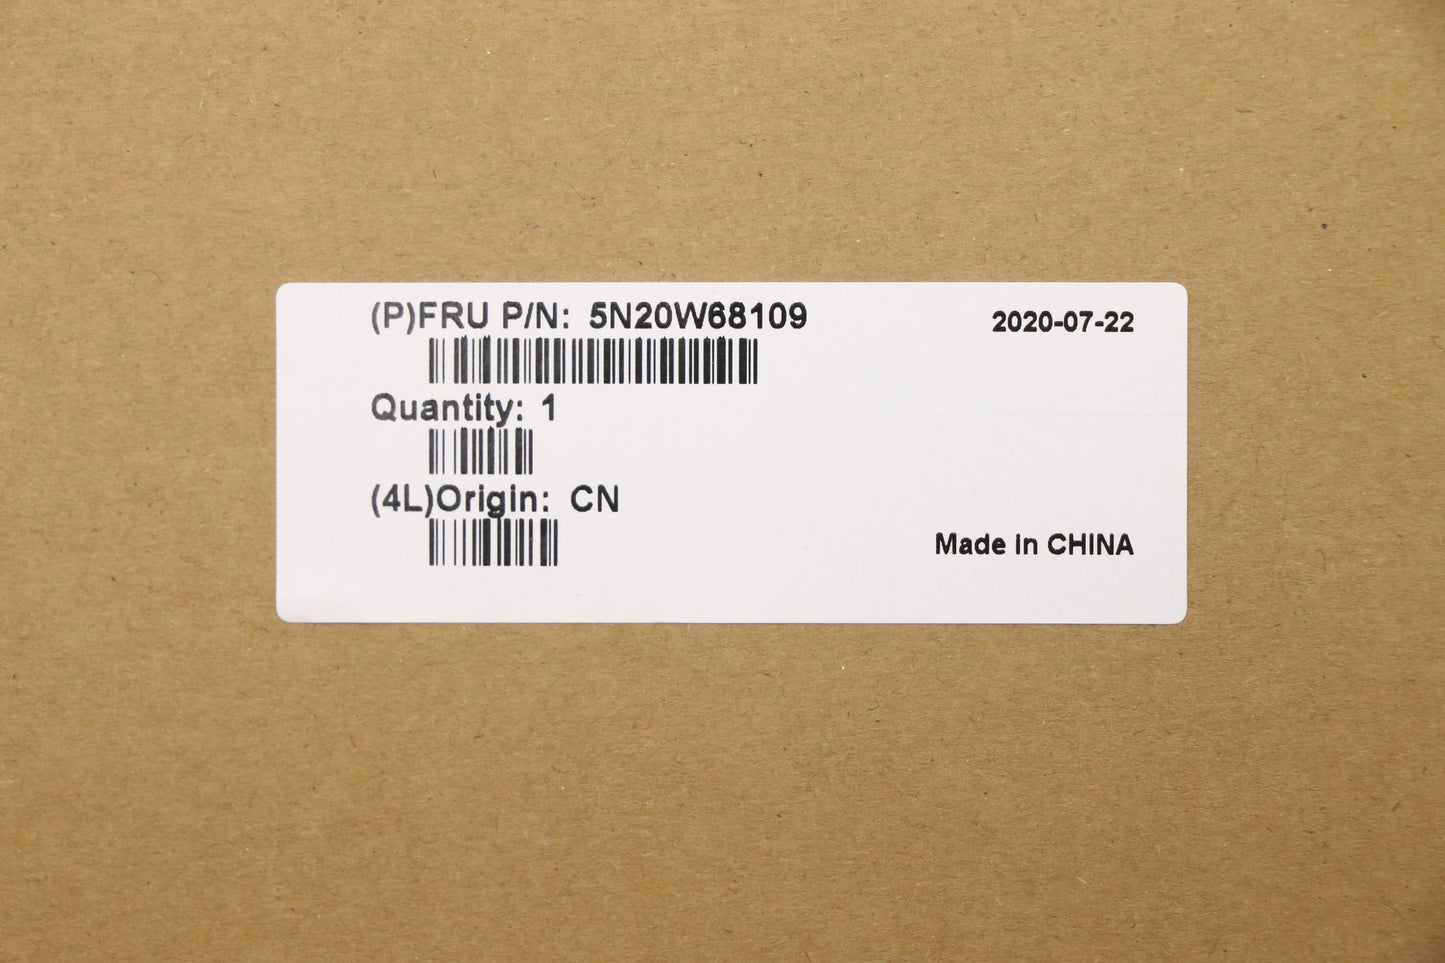 (P)FRU P/N: 5N20W68109
2020-07-22
Quantity: 1
(4L)Origin: CN
Made in CHINA